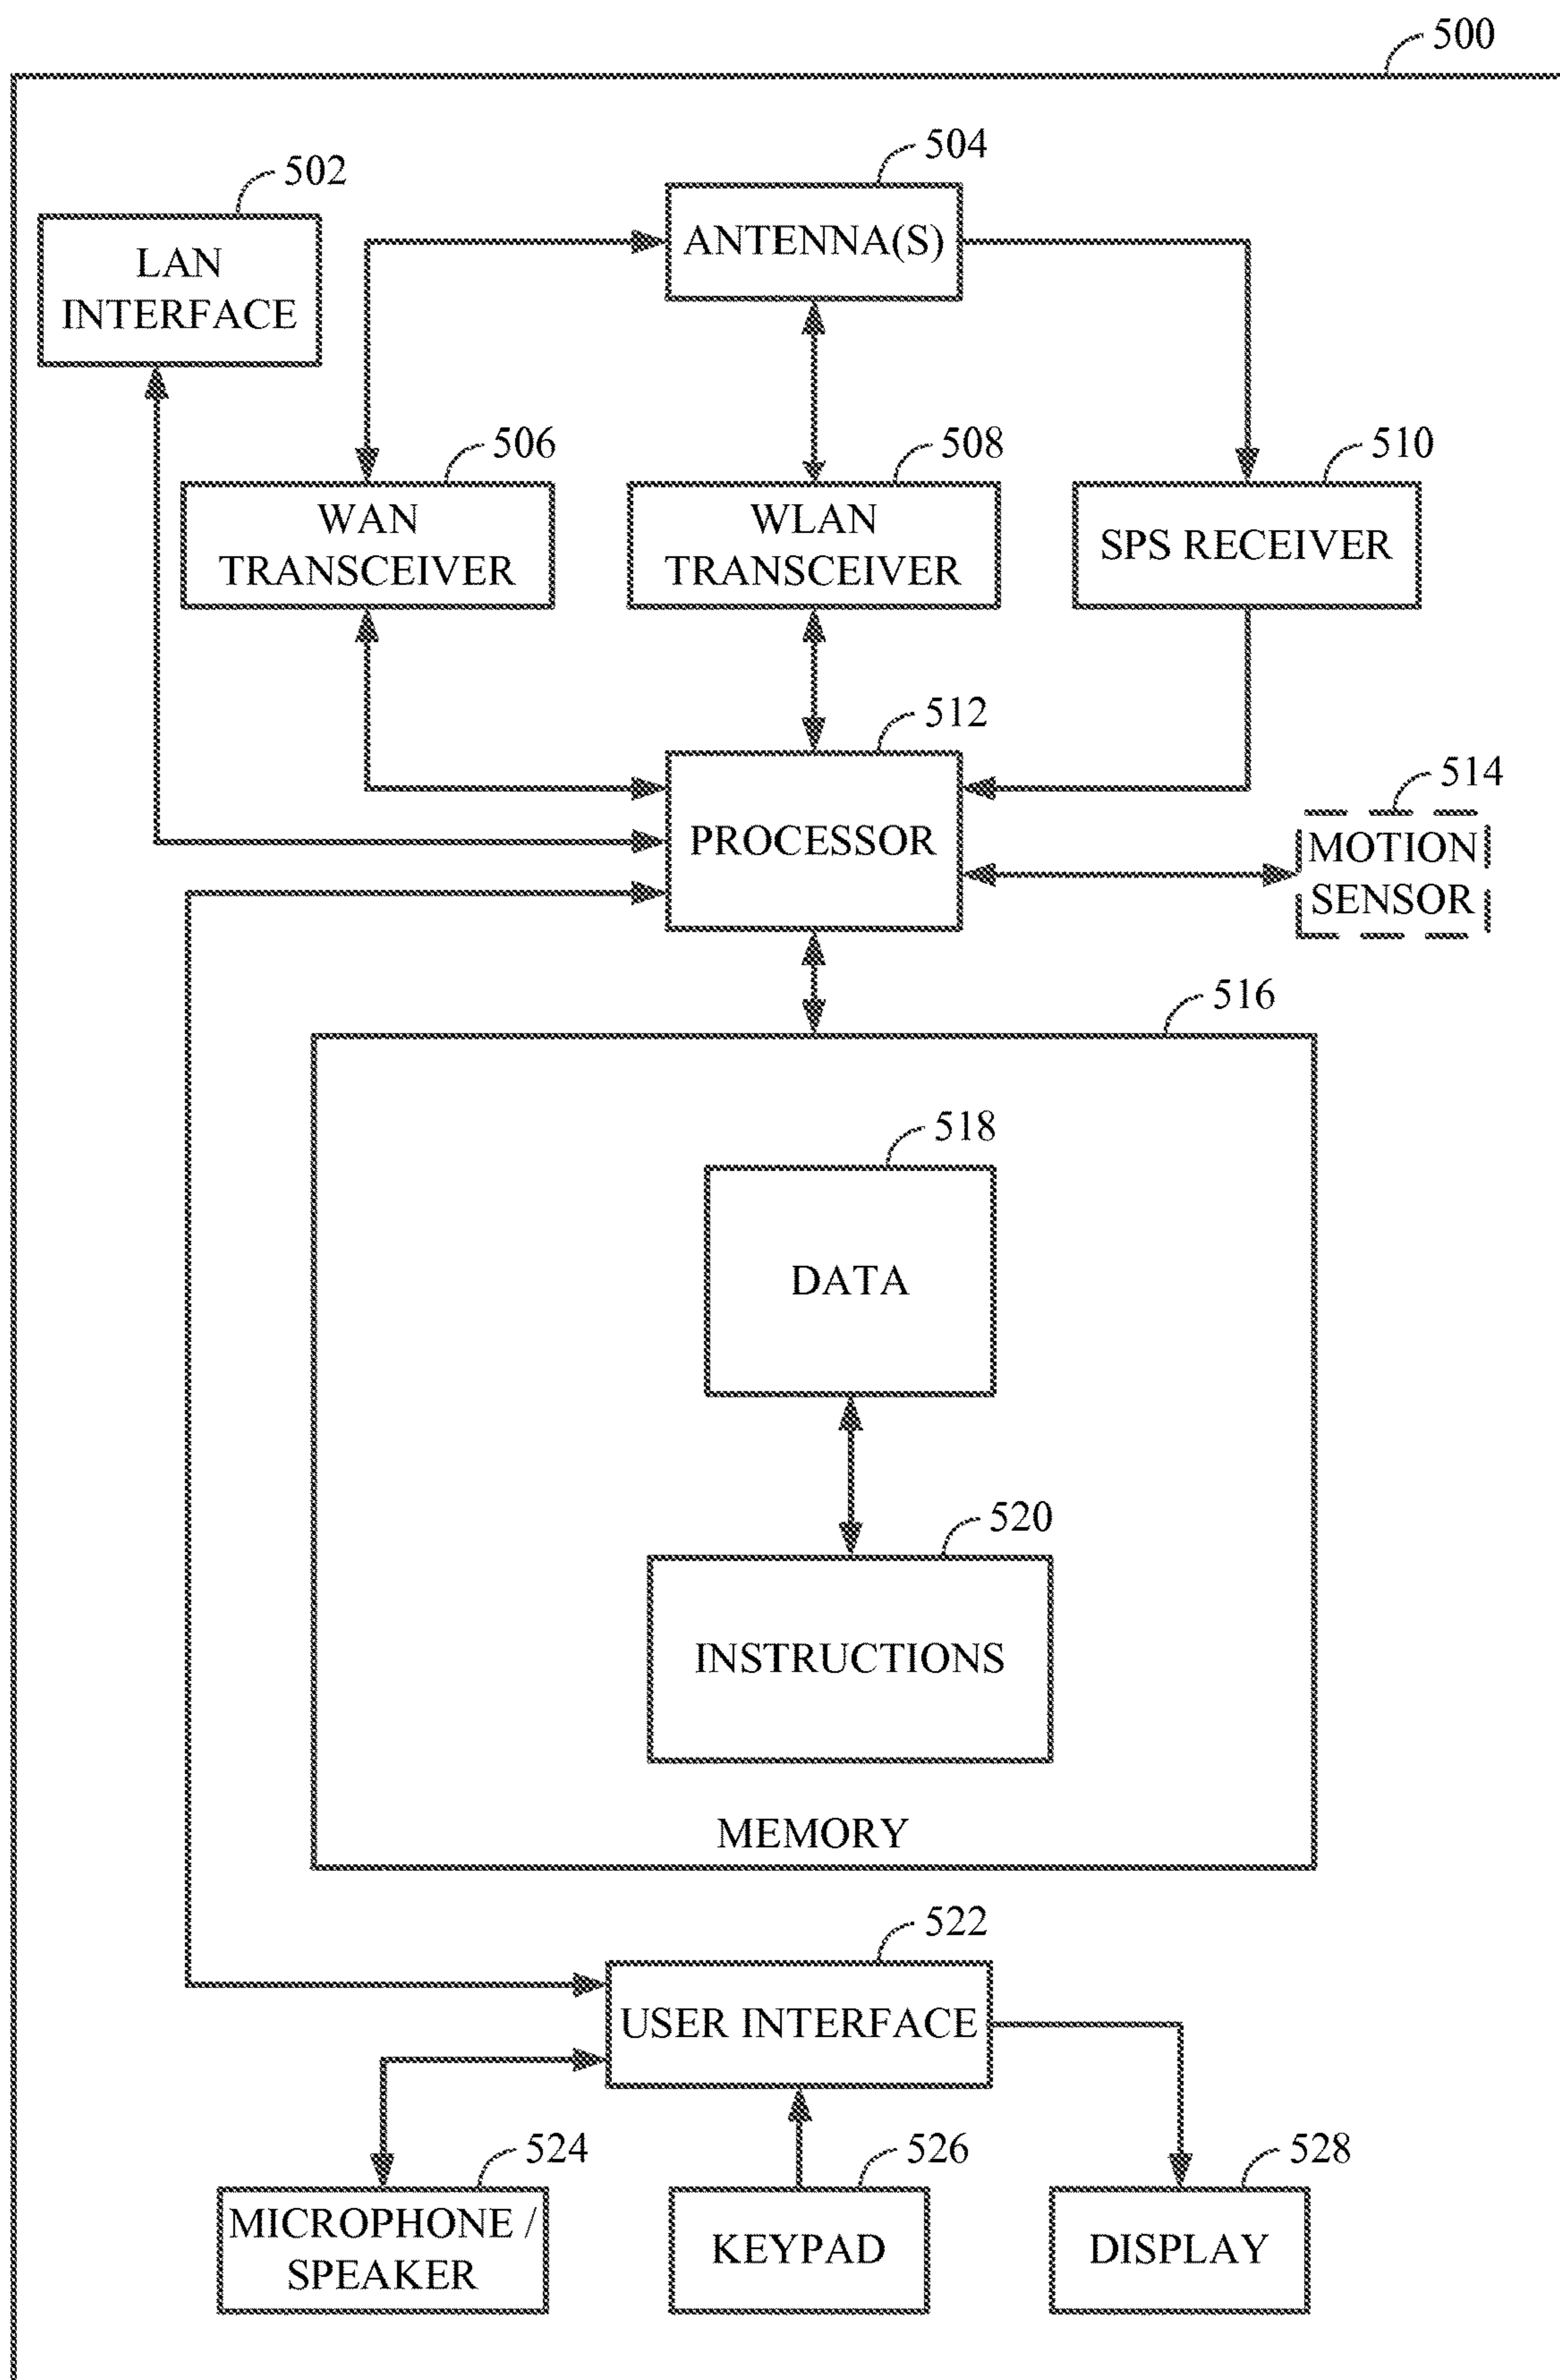 500
502
504
LAN
INTERFACE
ANTENNA(S)
506
508
510
WAN
TRANSCEIVER
WLAN
TRANSCEIVER
SPS RECEIVER
512
514
PROCESSOR
MOTION
SENSOR
516
518
DATA
520
INSTRUCTIONS
MEMORY
522
USER INTERFACE
524
526
528
MICROPHONE /
SPEAKER
KEYPAD
DISPLAY